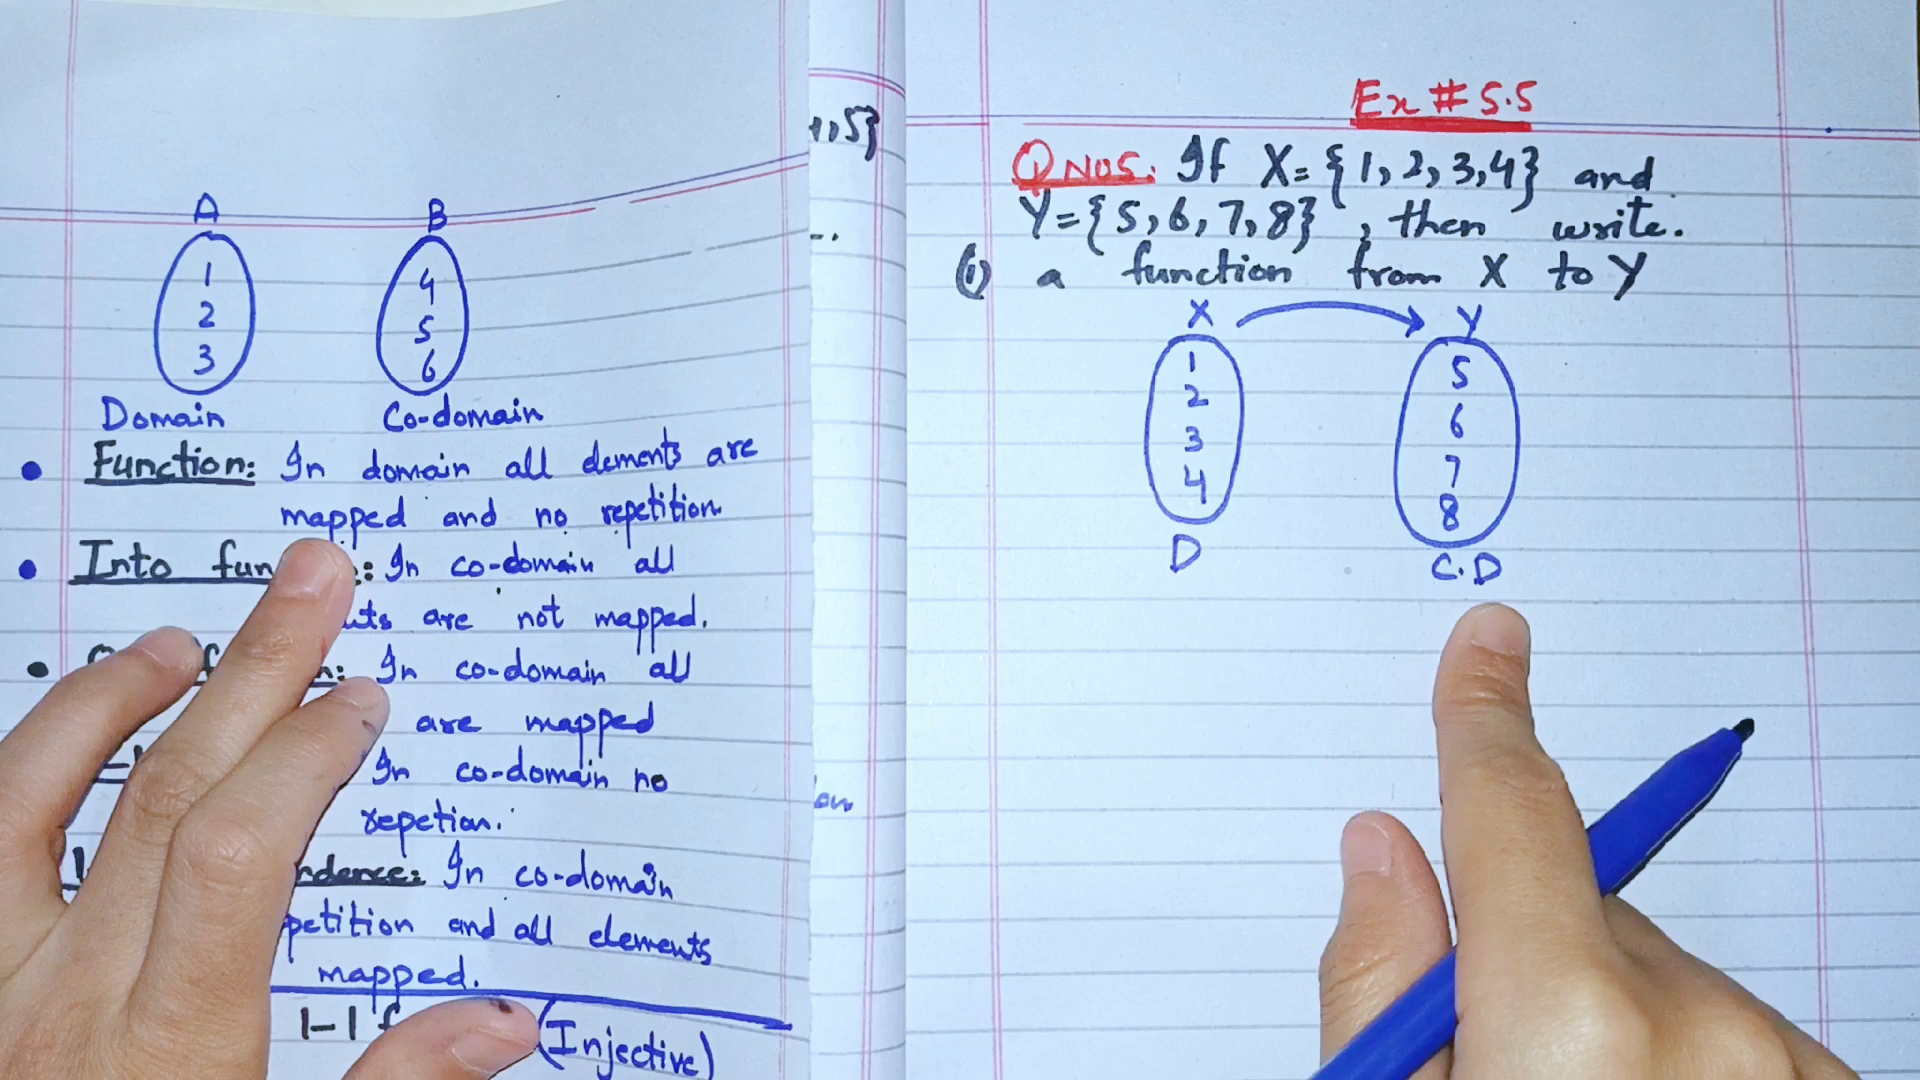 A B
1 4
2 5
3 6
Domain Co-domain
• Function: In domain all elements are
mapped and no repetition
• Into fun : In co-domain all
are not mapped.
• In co-domain all
are mapped
In co-domain no
repetion.
In co-domain
petition and all elements
mapped.
1-1 f (Injective)
,5}
Ex # 5.5
Q NO5. If X= {1,2,3,4} and
Y={5,6,7,8} , then write.
(i) a function from X to Y
X Y
1 5
2 6
3 7
4 8
D C.D